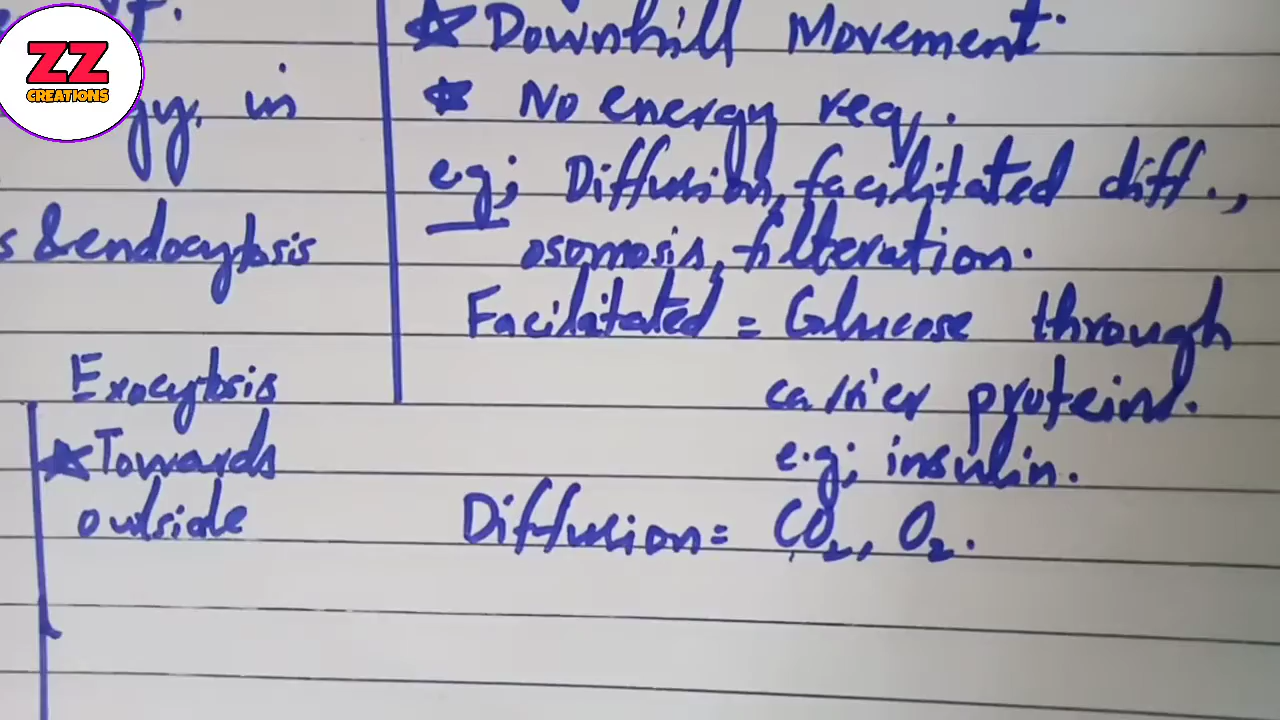 ZZ
CREATIONS
gy, in
s & endocytosis
Exocytosis
★ Towards
outside
★ Downhill Movement.
★ No energy req.
e.g; Diffusion, facilitated diff.,
osomosis, filteration.
Facilitated = Glucose through
carrier proteins.
e.g; insulin.
Diffusion = CO₂, O₂.